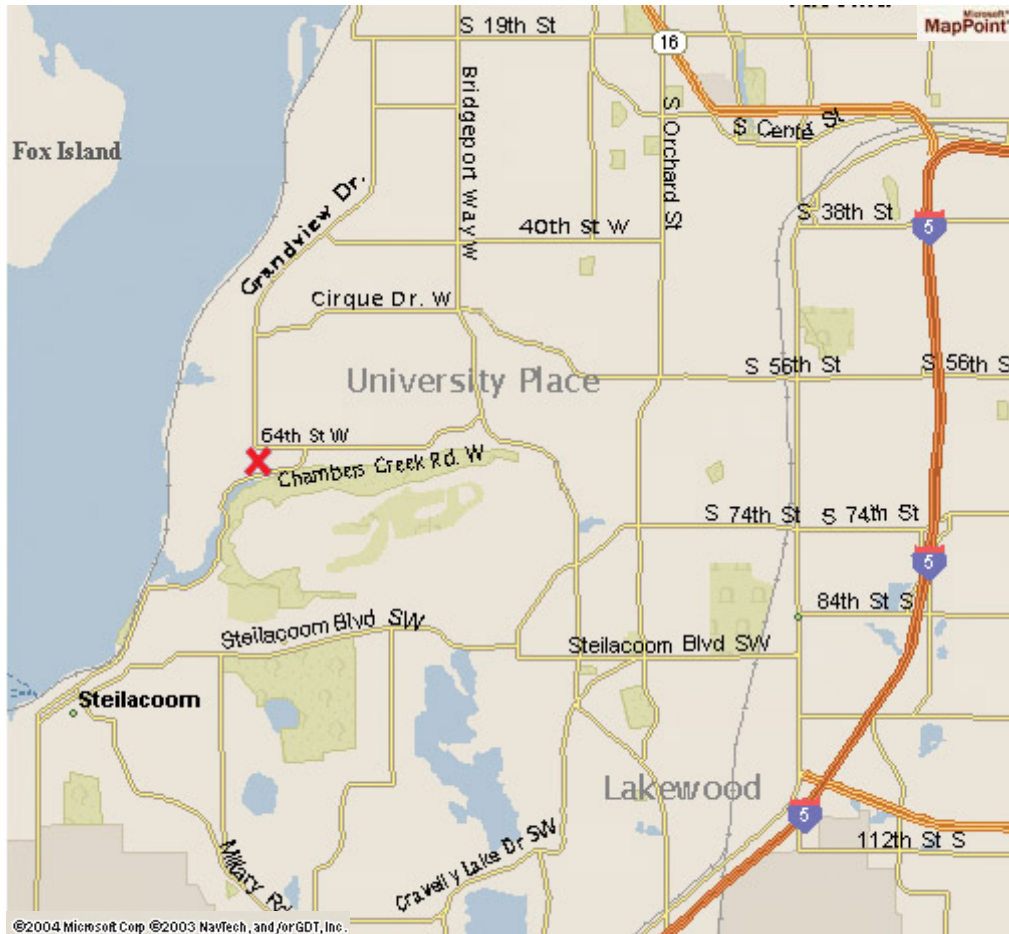 S 19th St
Microsoft
MapPoint
16
Bridgeport Way W
S Orchard St
S Cente St
Fox Island
Grandview Dr.
S 38th St
40th St W
5
Cirque Dr. W
S 56th St
S 56th S
University Place
64th St W
Chambers Creek Rd. W
S 74th St
S 74th St
5
84th St S
Steilacoom Blvd SW
Steilacoom Blvd SW
Steilacoom
Lakewood
5
112th St S
Gravelly Lake Dr SW
Military Rd
©2004 Microsoft Corp ©2003 NavTech, and/or GDT, Inc.